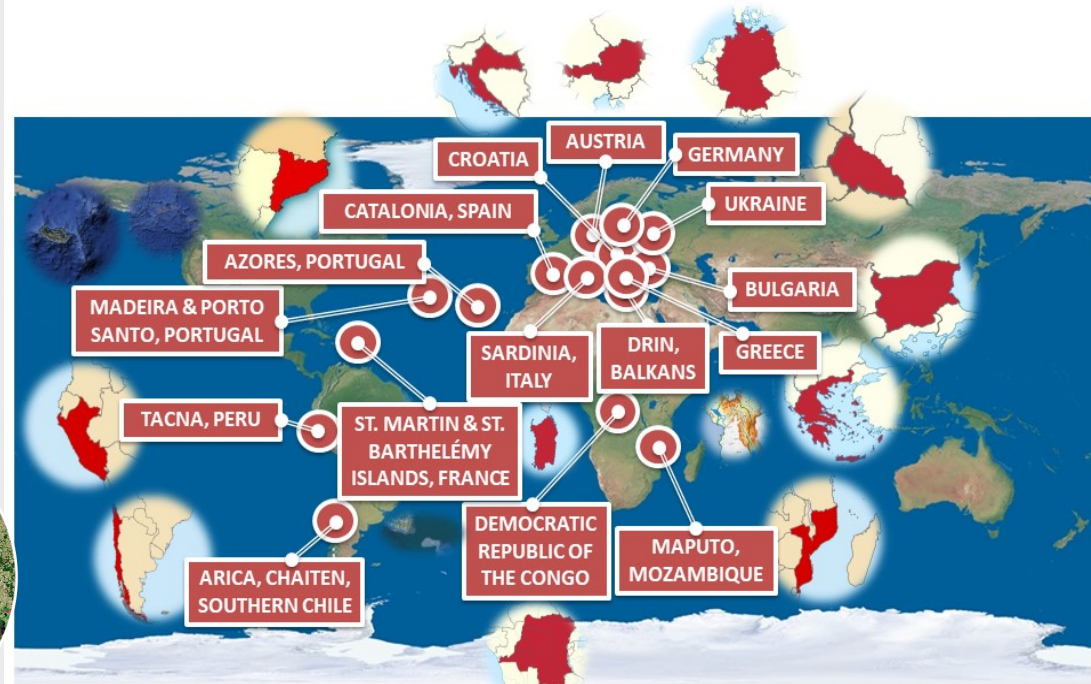 AUSTRIA
CROATIA
GERMANY
CATALONIA, SPAIN
UKRAINE
AZORES, PORTUGAL
BULGARIA
MADEIRA & PORTO
SANTO, PORTUGAL
SARDINIA,
ITALY
DRIN,
BALKANS
GREECE
TACNA, PERU
ST. MARTIN & ST.
BARTHÉLÉMY
ISLANDS, FRANCE
DEMOCRATIC
REPUBLIC OF
THE CONGO
MAPUTO,
MOZAMBIQUE
ARICA, CHAITEN,
SOUTHERN CHILE